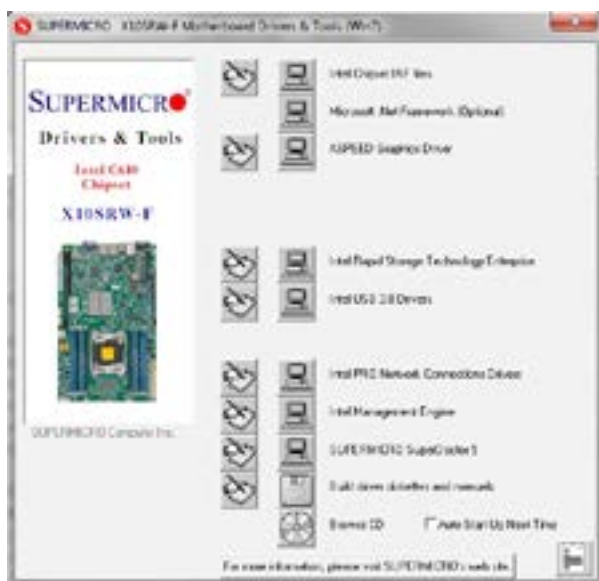 SUPERMICRO X10SRW-F Motherboard Drivers & Tools (Win7)
SUPERMICRO
Drivers & Tools
Intel C610
Chipset
X10SRW-F
SUPERMICRO Computer Inc.
Intel Chipset INF files
Microsoft .Net Framework (Optional)
ASPEED Graphics Driver
Intel Rapid Storage Technology Enterprise
Intel USB 3.0 Drivers
Intel PRO Network Connections Drivers
Intel Management Engine
SUPERMICRO SuperDoctor 5
Build driver diskettes and manuals
Browse CD
Auto Start Up Next Time
For more information, please visit SUPERMICRO's web site.